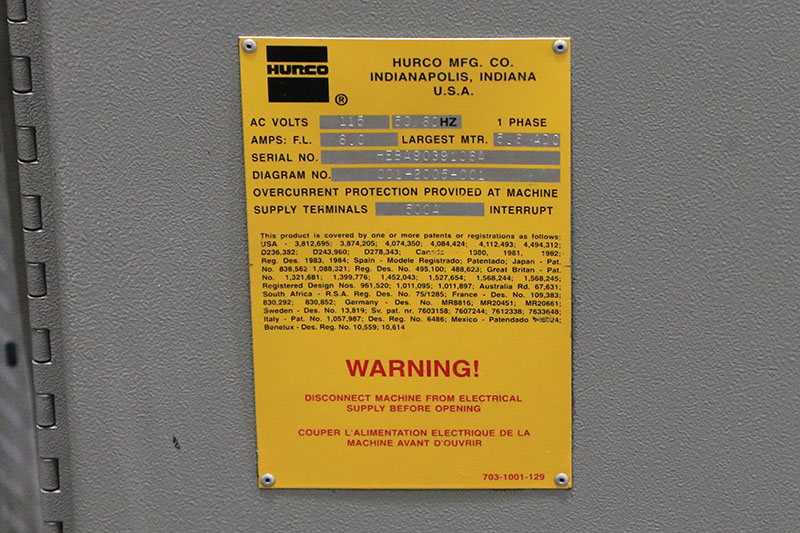 HURCO
®
HURCO MFG. CO.
INDIANAPOLIS, INDIANA
U.S.A.
AC VOLTS 115 50/60 HZ 1 PHASE
AMPS: F.L. 6.0 LARGEST MTR.
SERIAL NO.
DIAGRAM NO. 001-2005-001
OVERCURRENT PROTECTION PROVIDED AT MACHINE
SUPPLY TERMINALS 500A INTERRUPT
This product is covered by one or more patents or registrations as follows:
USA - 3,812,695; 3,874,205; 4,074,350; 4,084,424; 4,112,493; 4,494,312;
D236,382; D243,960; D278,343; Canada 1980, 1981, 1982;
Reg. Des. 1983, 1984; Spain - Modele Registrado; Patentado; Japan - Pat.
No. 838,562 1,088,321; Reg. Des. No. 495,100; 488,623; Great Britan - Pat.
No. 1,321,681; 1,399,776; 1,452,043; 1,527,654; 1,568,244; 1,568,245;
Registered Design Nos. 961,520; 1,011,095; 1,011,897; Australia Rd. 67,631;
South Africa - R.S.A. Reg. Des. No. 75/1285; France - Des. No. 109,383;
830,292; 830,852; Germany - Des. No. MR8816; MR20451; MR20661;
Sweden - Des. No. 13,819; Sv. pat. nr. 7603158; 7607244; 7612338; 7633648;
Italy - Pat. No. 1,057,987; Des. Reg. No. 6486; Mexico - Patendado
Benelux - Des. Reg. No. 10,559; 10,614
WARNING!
DISCONNECT MACHINE FROM ELECTRICAL
SUPPLY BEFORE OPENING
COUPER L'ALIMENTATION ELECTRIQUE DE LA
MACHINE AVANT D'OUVRIR
703-1001-129